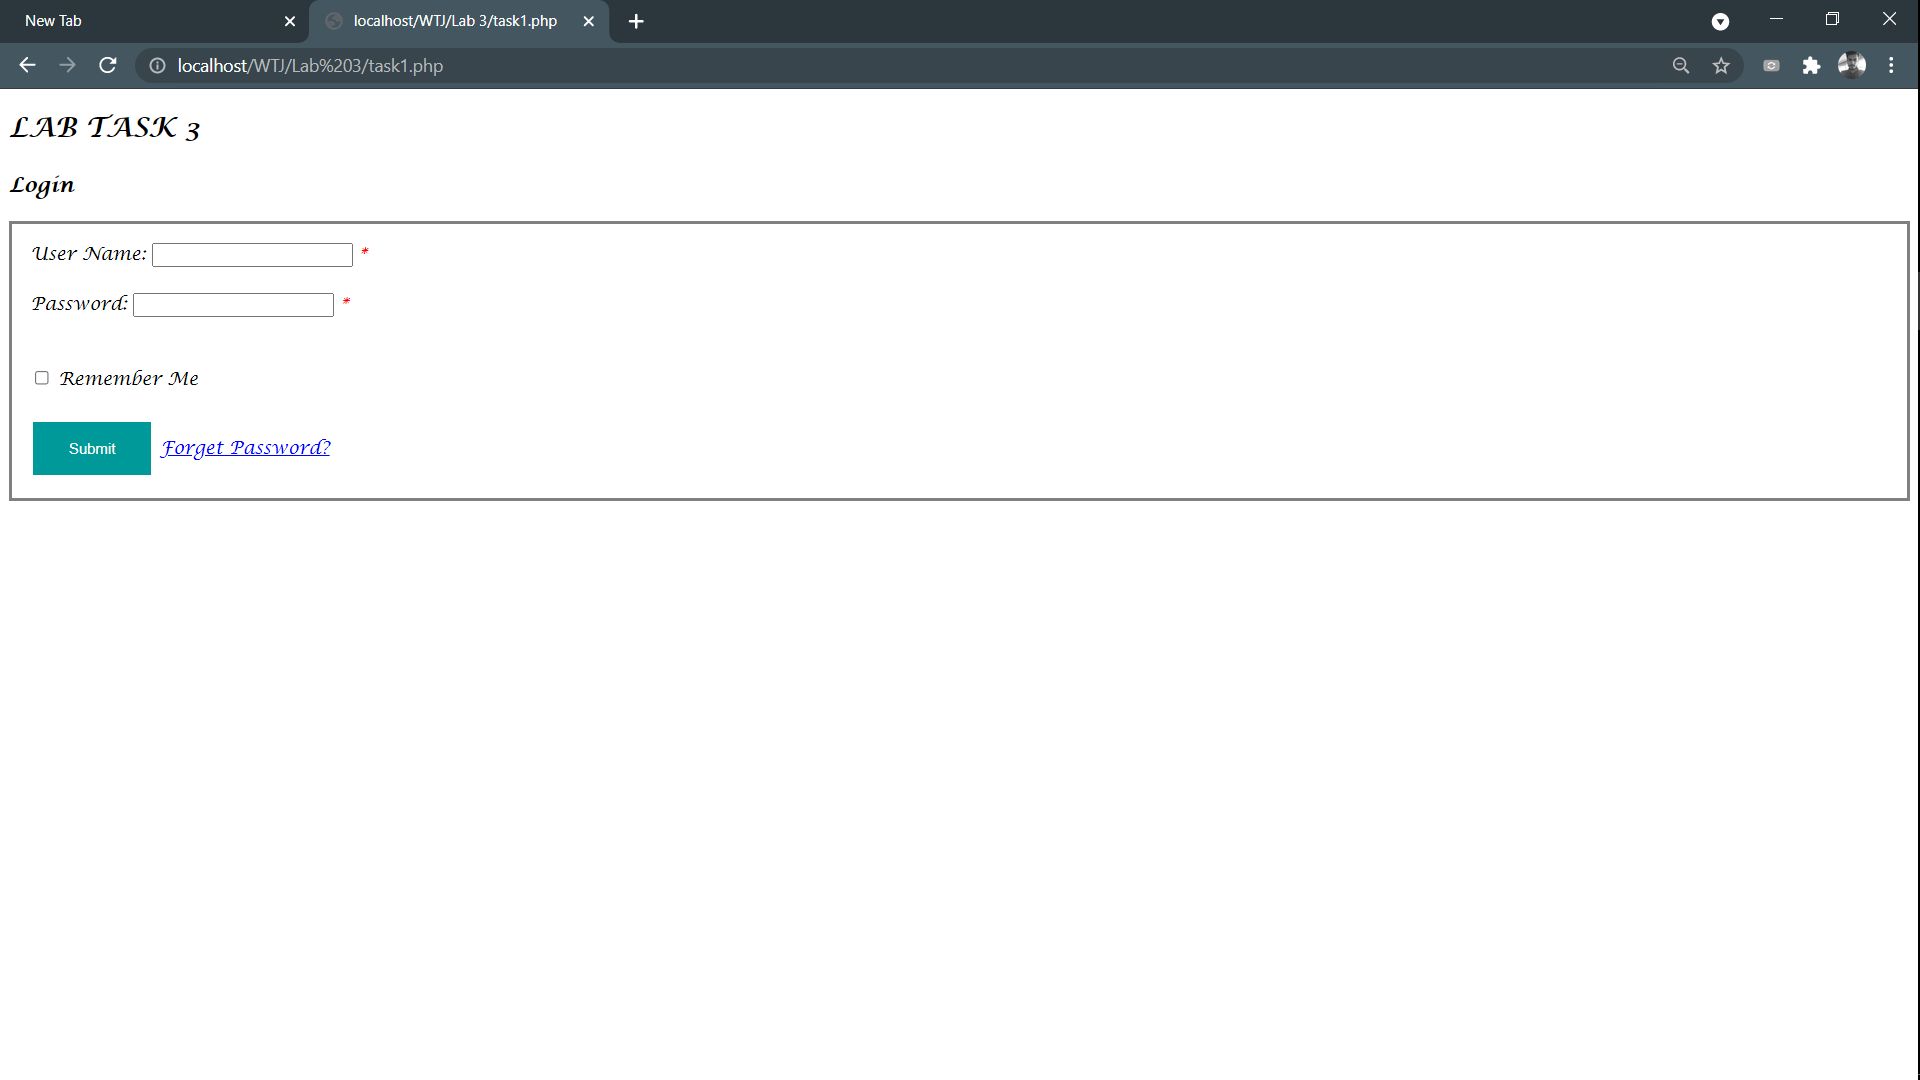 New Tab
localhost/WTJ/Lab 3/task1.php
localhost/WTJ/Lab%203/task1.php
LAB TASK 3
Login
User Name: *
Password: *
Remember Me
Submit Forget Password?